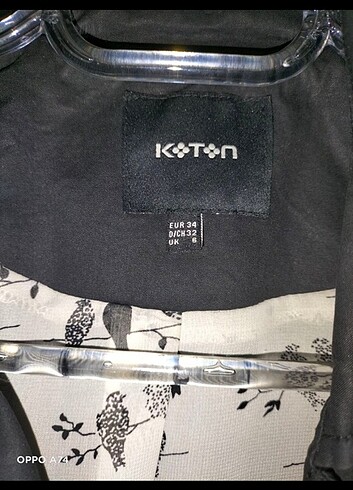 KOTON
EUR 34
D/CH 32
UK 6
OPPO A74